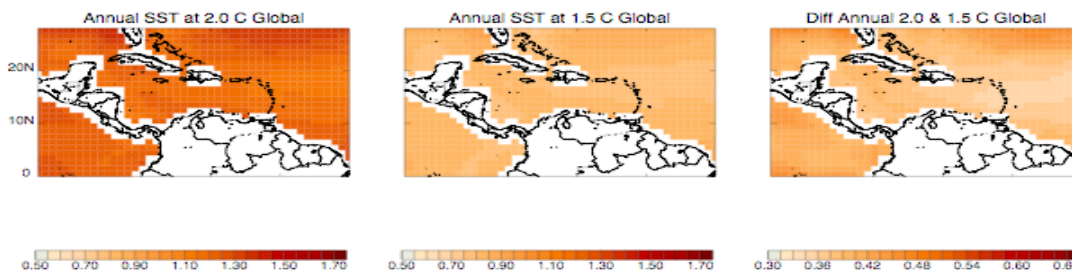 Annual SST at 2.0 C Global
Annual SST at 1.5 C Global
Diff Annual 2.0 & 1.5 C Global
20N
10N
0
0.50 0.70 0.90 1.10 1.30 1.50 1.70
0.50 0.70 0.90 1.10 1.30 1.50 1.70
0.30 0.36 0.42 0.48 0.54 0.60